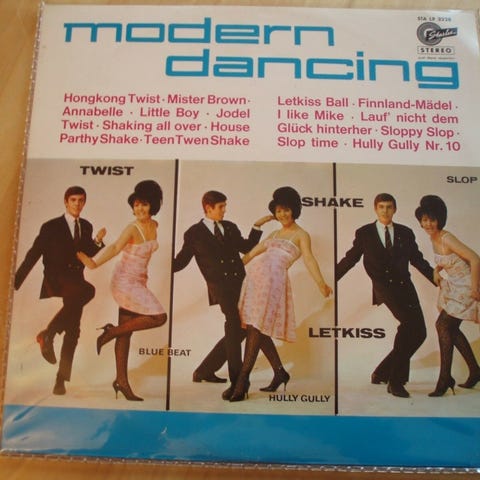 modern
dancing
STA LP 3226
Starlet
STEREO
Hongkong Twist · Mister Brown ·
Annabelle · Little Boy · Jodel
Twist · Shaking all over · House
Parthy Shake · Teen Twen Shake
Letkiss Ball · Finnland-Mädel ·
I like Mike · Lauf' nicht dem
Glück hinterher · Sloppy Slop ·
Slop time · Hully Gully Nr. 10
TWIST
SHAKE
SLOP
LETKISS
BLUE BEAT
HULLY GULLY